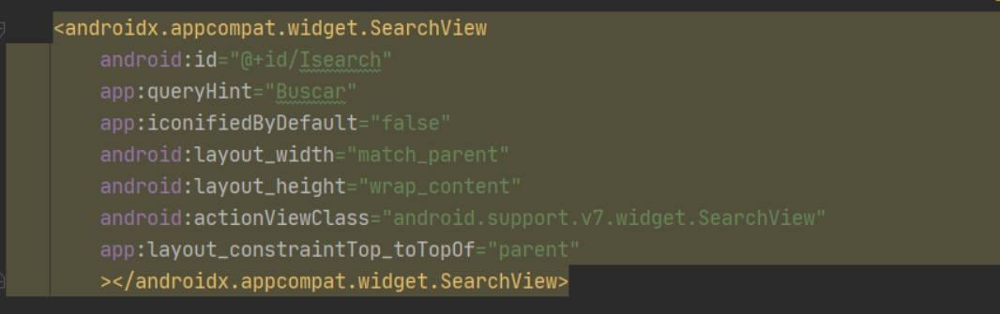 <androidx.appcompat.widget.SearchView
android:id="@+id/Isearch"
app:queryHint="Buscar"
app:iconifiedByDefault="false"
android:layout_width="match_parent"
android:layout_height="wrap_content"
android:actionViewClass="android.support.v7.widget.SearchView"
app:layout_constraintTop_toTopOf="parent"
></androidx.appcompat.widget.SearchView>